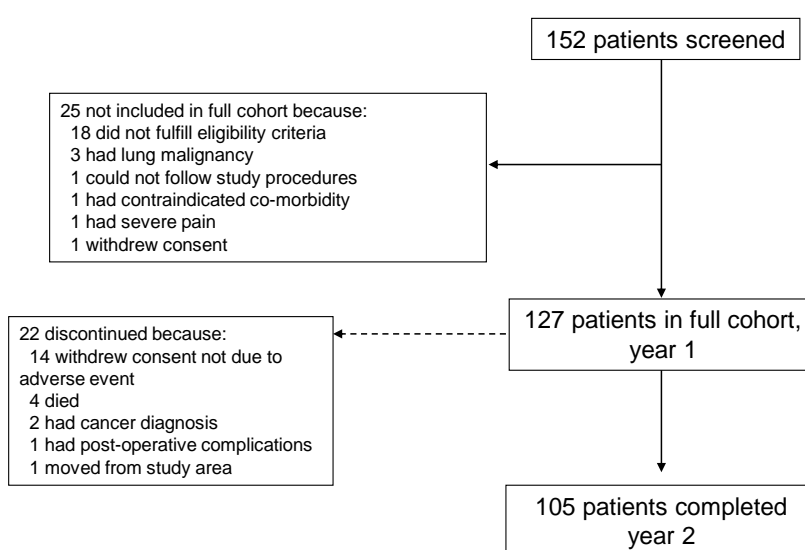 152 patients screened
25 not included in full cohort because:
18 did not fulfill eligibility criteria
3 had lung malignancy
1 could not follow study procedures
1 had contraindicated co-morbidity
1 had severe pain
1 withdrew consent
127 patients in full cohort,
year 1
22 discontinued because:
14 withdrew consent not due to
adverse event
4 died
2 had cancer diagnosis
1 had post-operative complications
1 moved from study area
105 patients completed
year 2